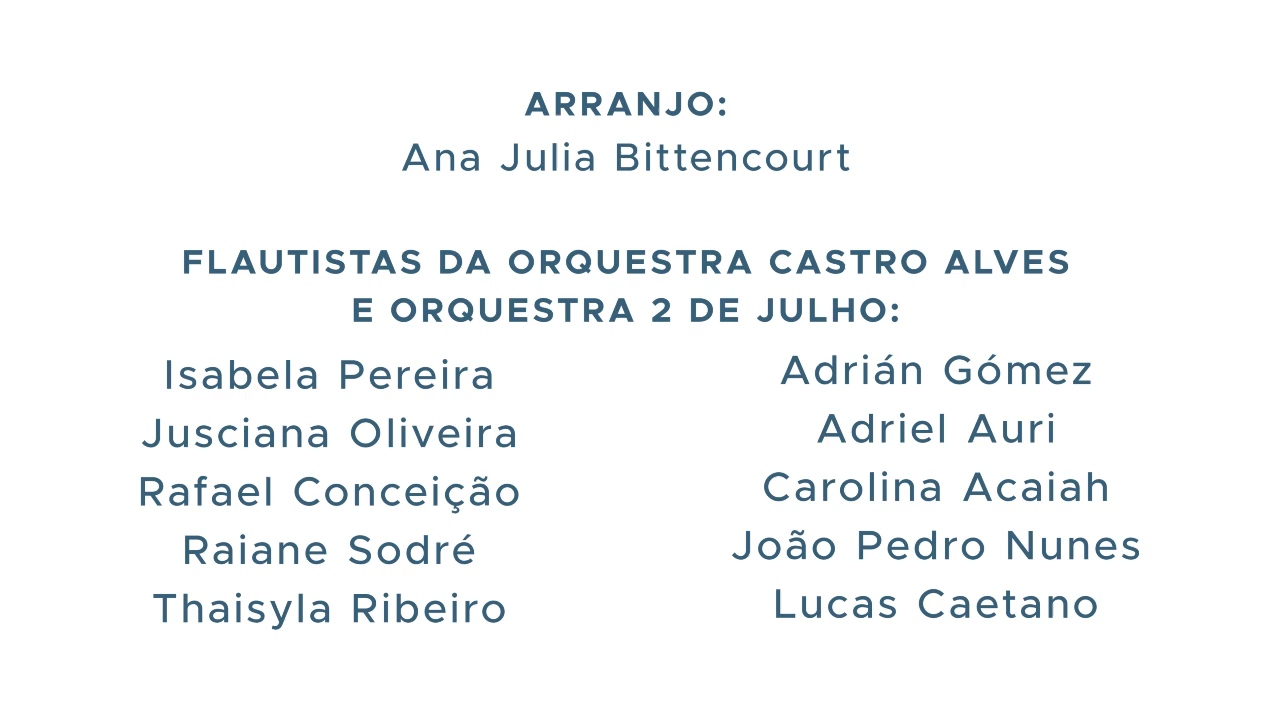 ARRANJO:
Ana Julia Bittencourt
FLAUTISTAS DA ORQUESTRA CASTRO ALVES
E ORQUESTRA 2 DE JULHO:
Isabela Pereira
Jusciana Oliveira
Rafael Conceição
Raiane Sodré
Thaisyla Ribeiro
Adrián Gómez
Adriel Auri
Carolina Acaiah
João Pedro Nunes
Lucas Caetano